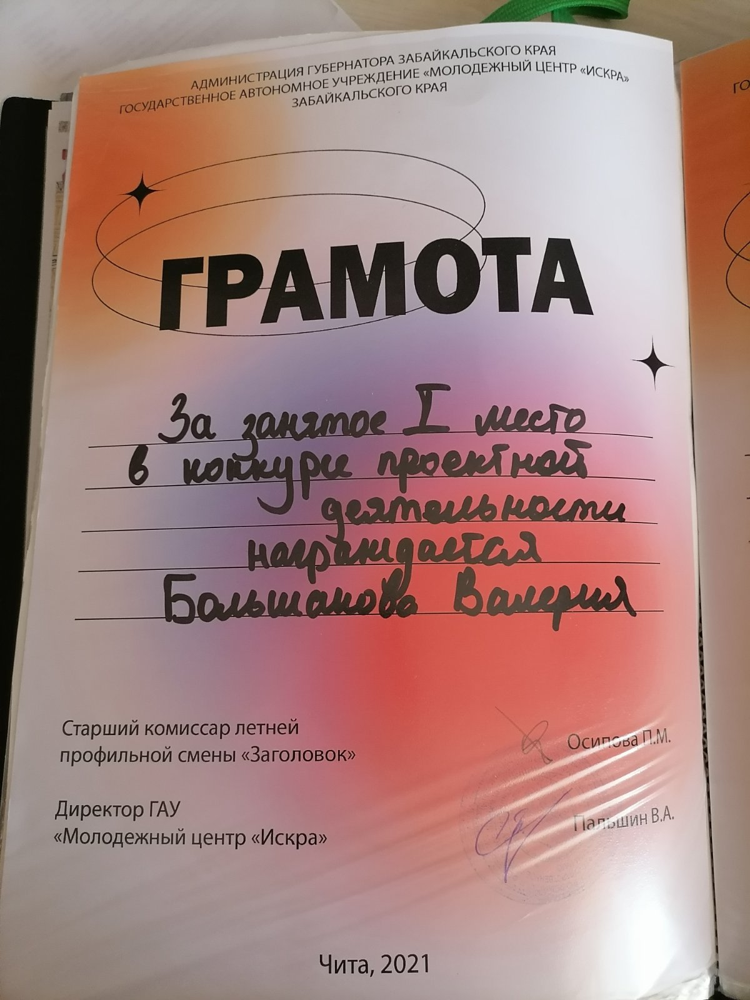 АДМИНИСТРАЦИЯ ГУБЕРНАТОРА ЗАБАЙКАЛЬСКОГО КРАЯ
ГОСУДАРСТВЕННОЕ АВТОНОМНОЕ УЧРЕЖДЕНИЕ «МОЛОДЕЖНЫЙ ЦЕНТР «ИСКРА»
ЗАБАЙКАЛЬСКОГО КРАЯ
ГРАМОТА
За занятое I место
в конкурсе проектной
деятельности
награждается
Большакова Валерия
Старший комиссар летней
профильной смены «Заголовок»
Осипова П.М.
Директор ГАУ
«Молодежный центр «Искра»
Пальшин В.А.
Чита, 2021